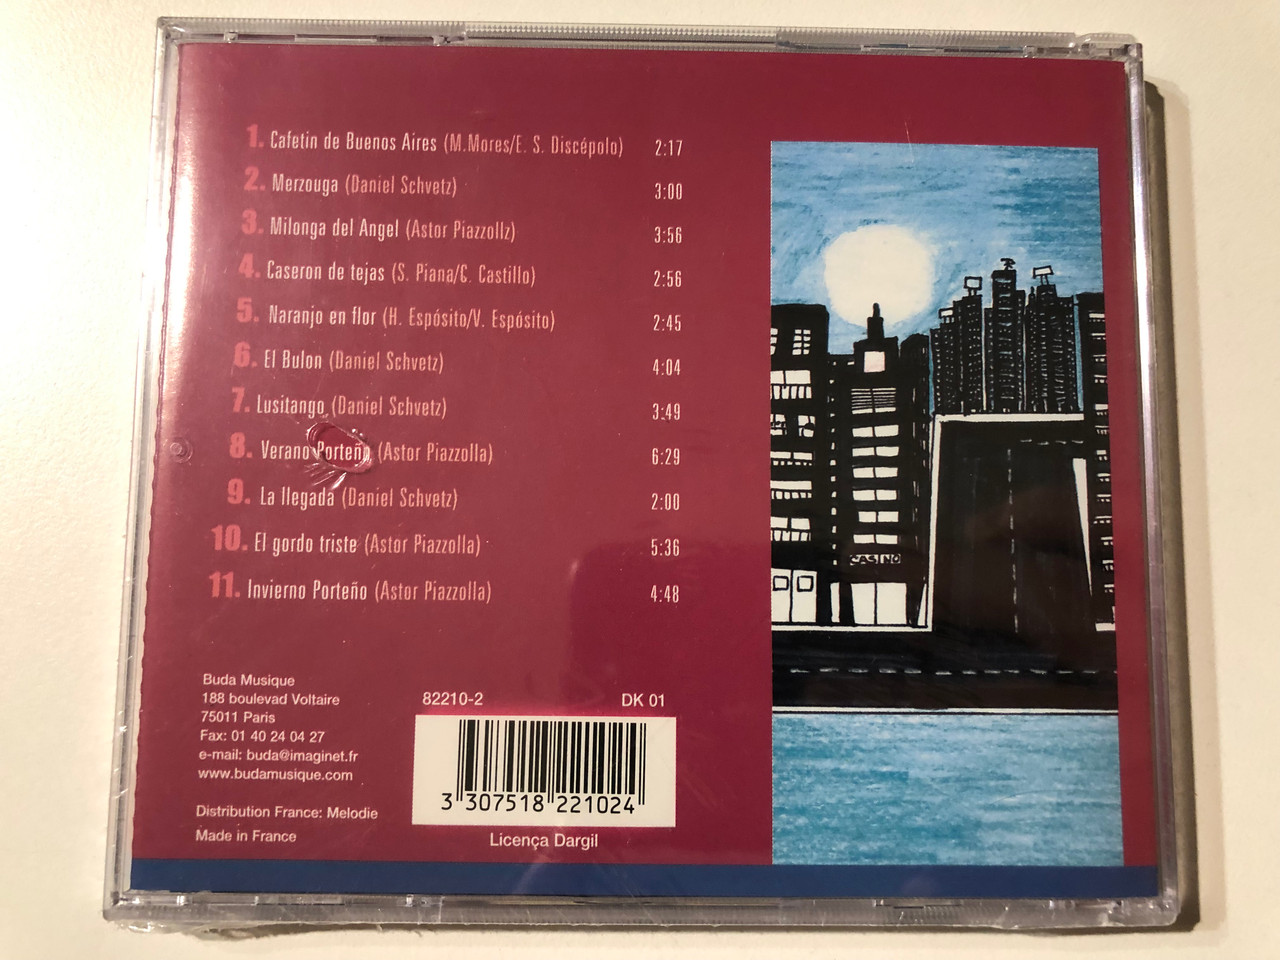 1. Cafetin de Buenos Aires (M.Mores/E. S. Discépolo) 2:17
2. Merzouga (Daniel Schvetz) 3:00
3. Milonga del Angel (Astor Piazzollz) 3:56
4. Caseron de tejas (S. Piana/C. Castillo) 2:56
5. Naranjo en flor (H. Espósito/V. Espósito) 2:45
6. El Bulon (Daniel Schvetz) 4:04
7. Lusitango (Daniel Schvetz) 3:49
8. Verano Porteño (Astor Piazzolla) 6:29
9. La llegada (Daniel Schvetz) 2:00
10. El gordo triste (Astor Piazzolla) 5:36
11. Invierno Porteño (Astor Piazzolla) 4:48
CASINO
Buda Musique
188 boulevad Voltaire
75011 Paris
Fax: 01 40 24 04 27
e-mail: buda@imaginet.fr
www.budamusique.com
Distribution France: Melodie
Made in France
82210-2 DK 01
3 307518 221024
Licença Dargil